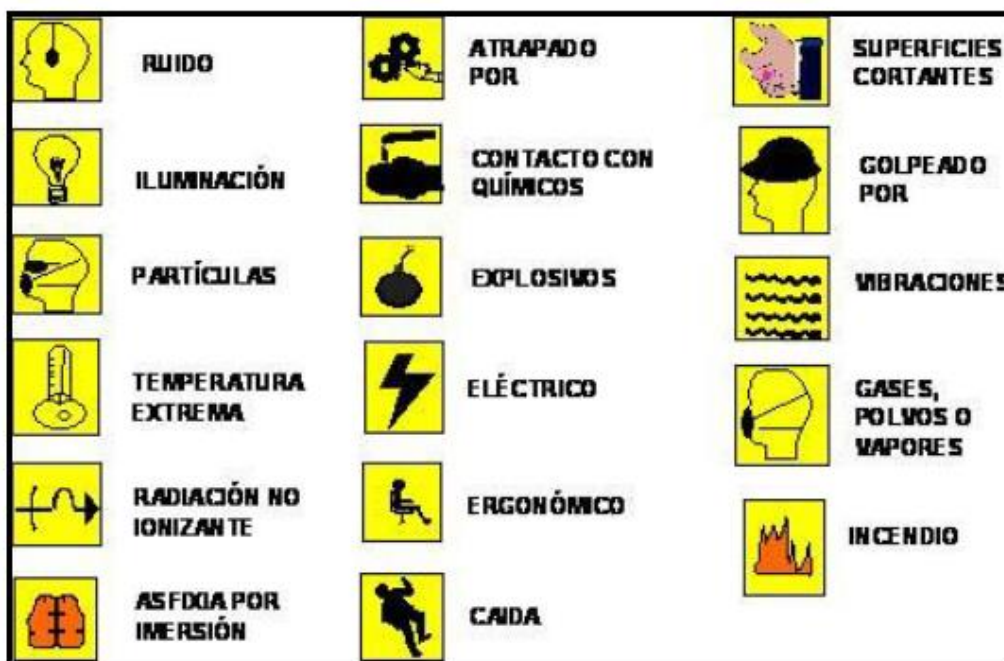 RUIDO
ILUMINACIÓN
PARTÍCULAS
TEMPERATURA
EXTREMA
RADIACIÓN NO
IONIZANTE
ASFIXIA POR
IMERSIÓN
ATRAPADO
POR
CONTACTO CON
QUÍMICOS
EXPLOSIVOS
ELÉCTRICO
ERGONÓMICO
CAIDA
SUPERFICIES
CORTANTES
GOLPEADO
POR
VIBRACIONES
GASES,
POLVOS O
VAPORES
INCENDIO